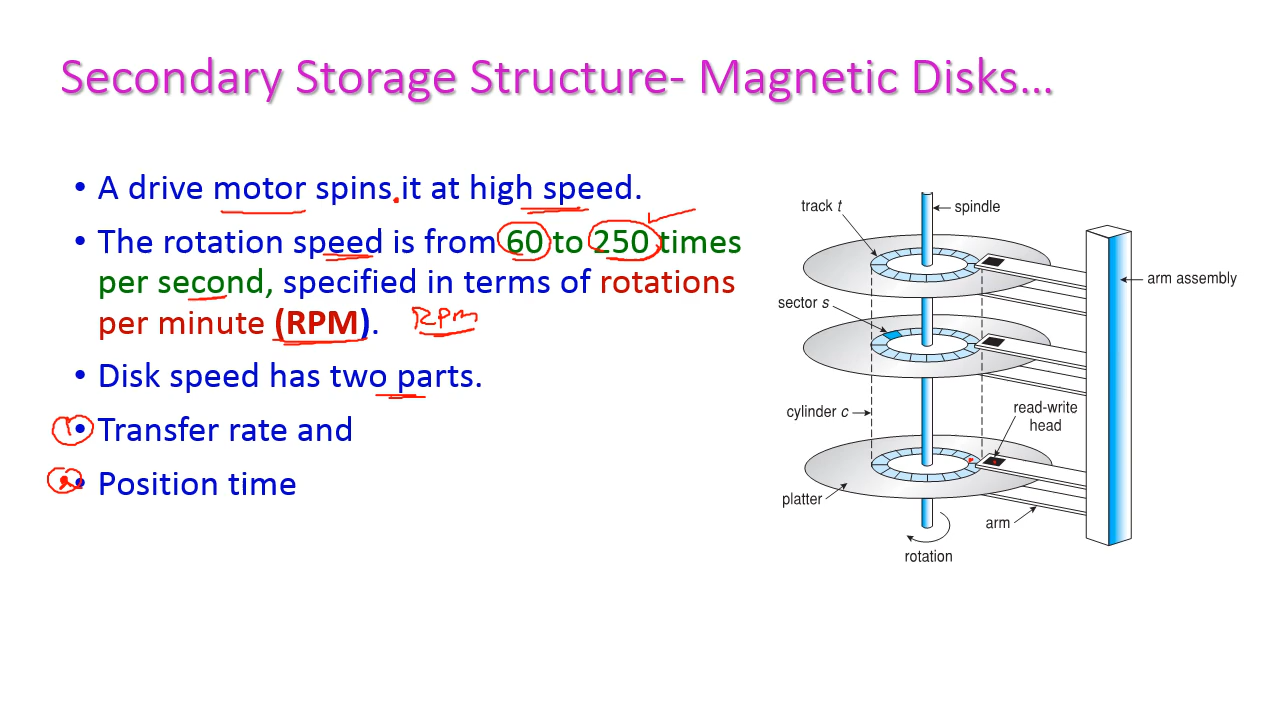 Secondary Storage Structure- Magnetic Disks…
• A drive motor spins it at high speed.
• The rotation speed is from 60 to 250 times
per second, specified in terms of rotations
per minute (RPM). RPM
• Disk speed has two parts.
• Transfer rate and
• Position time
track t
spindle
arm assembly
sector s
cylinder c
read-write
head
platter
arm
rotation